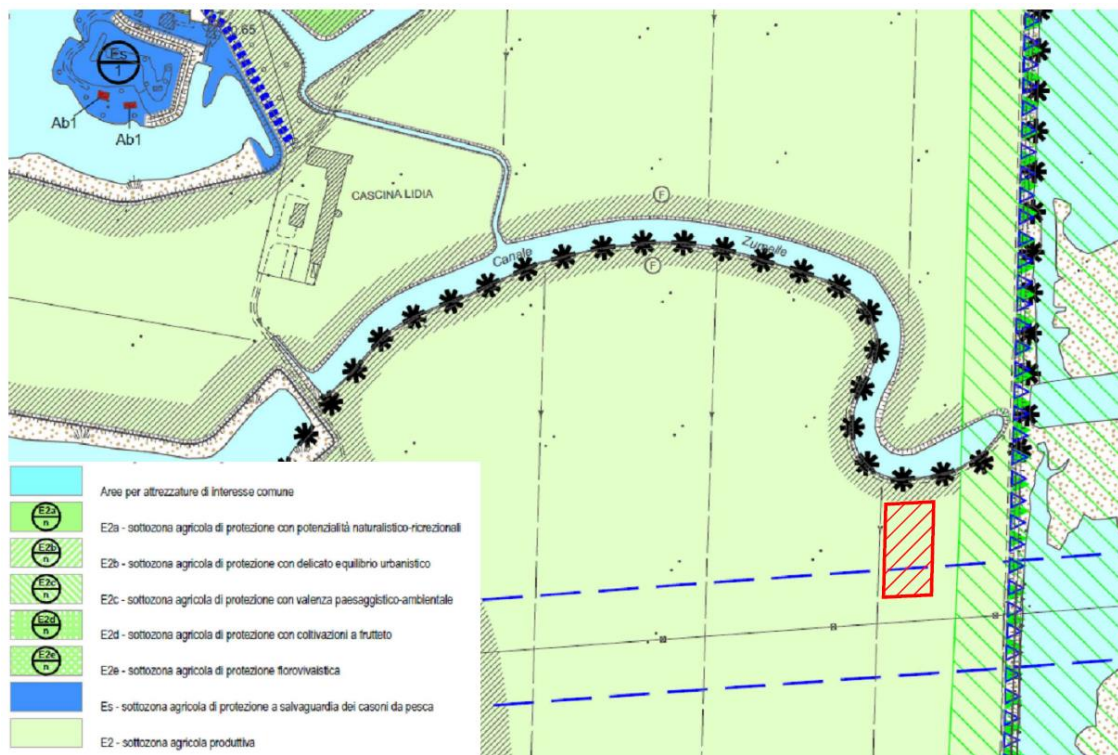 65
Es
1
Ab1
Ab1
CASCINA LIDIA
F
Canale
Zumelle
F
Aree per attrezzature di interesse comune
E2a
n
E2a - sottozona agricola di protezione con potenzialità naturalistico-ricrezionali
E2b
n
E2b - sottozona agricola di protezione con delicato equilibrio urbanistico
E2c
n
E2c - sottozona agricola di protezione con valenza paesaggistico-ambientale
E2d
n
E2d - sottozona agricola di protezione con coltivazioni a frutteto
E2e
n
E2e - sottozona agricola di protezione florovivaistica
Es - sottozona agricola di protezione a salvaguardia dei casoni da pesca
E2 - sottozona agricola produttiva